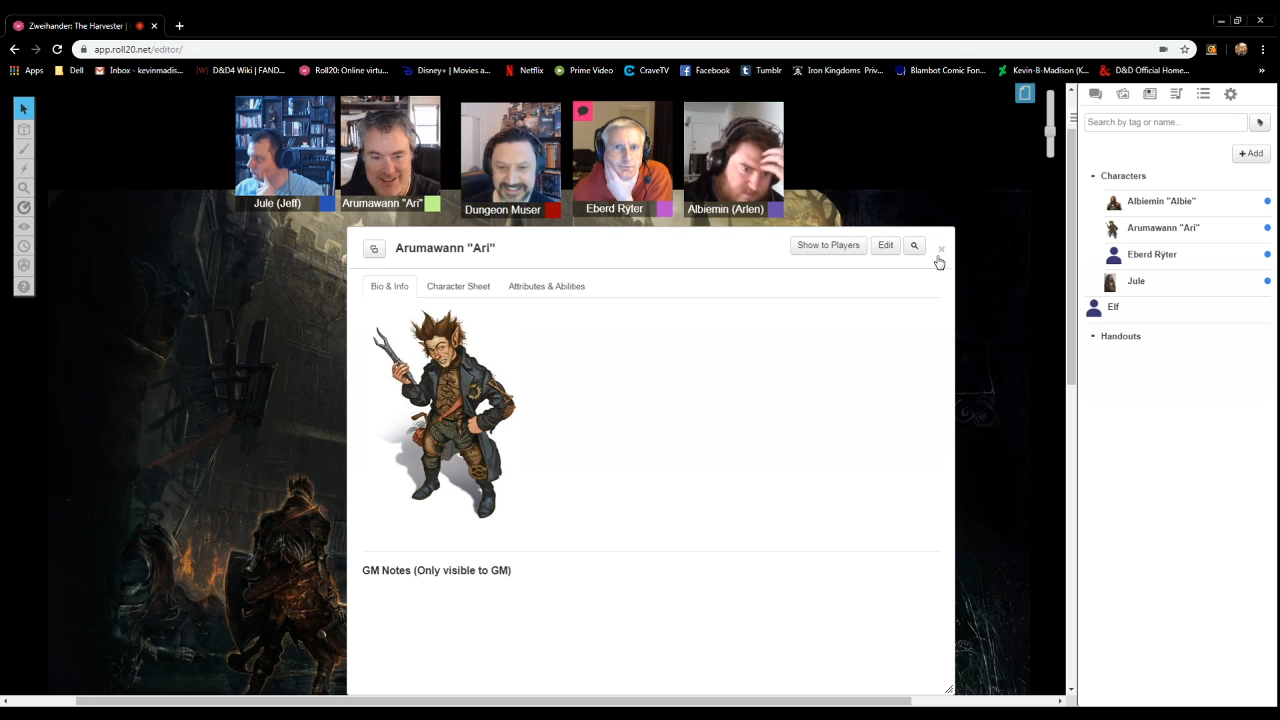 Zweihander: The Harvester |
app.roll20.net/editor/
Apps
Dell
Inbox - kevinmadis...
D&D4 Wiki | FAND...
Roll20: Online virtu...
Disney+ | Movies a...
Netflix
Prime Video
CraveTV
Facebook
Tumblr
Iron Kingdoms Priv...
Blambot Comic Fon...
Kevin-B-Madison (K...
D&D Official Home...
»
Search by tag or name...
+ Add
Characters
Albiemin "Albie"
Arumawann "Ari"
Eberd Rÿter
Jule
Elf
Handouts
Jule (Jeff)
Arumawann "Ari"
Dungeon Muser
Eberd Rÿter
Albiemin (Arlen)
Arumawann "Ari"
Show to Players
Edit
Bio & Info
Character Sheet
Attributes & Abilities
GM Notes (Only visible to GM)